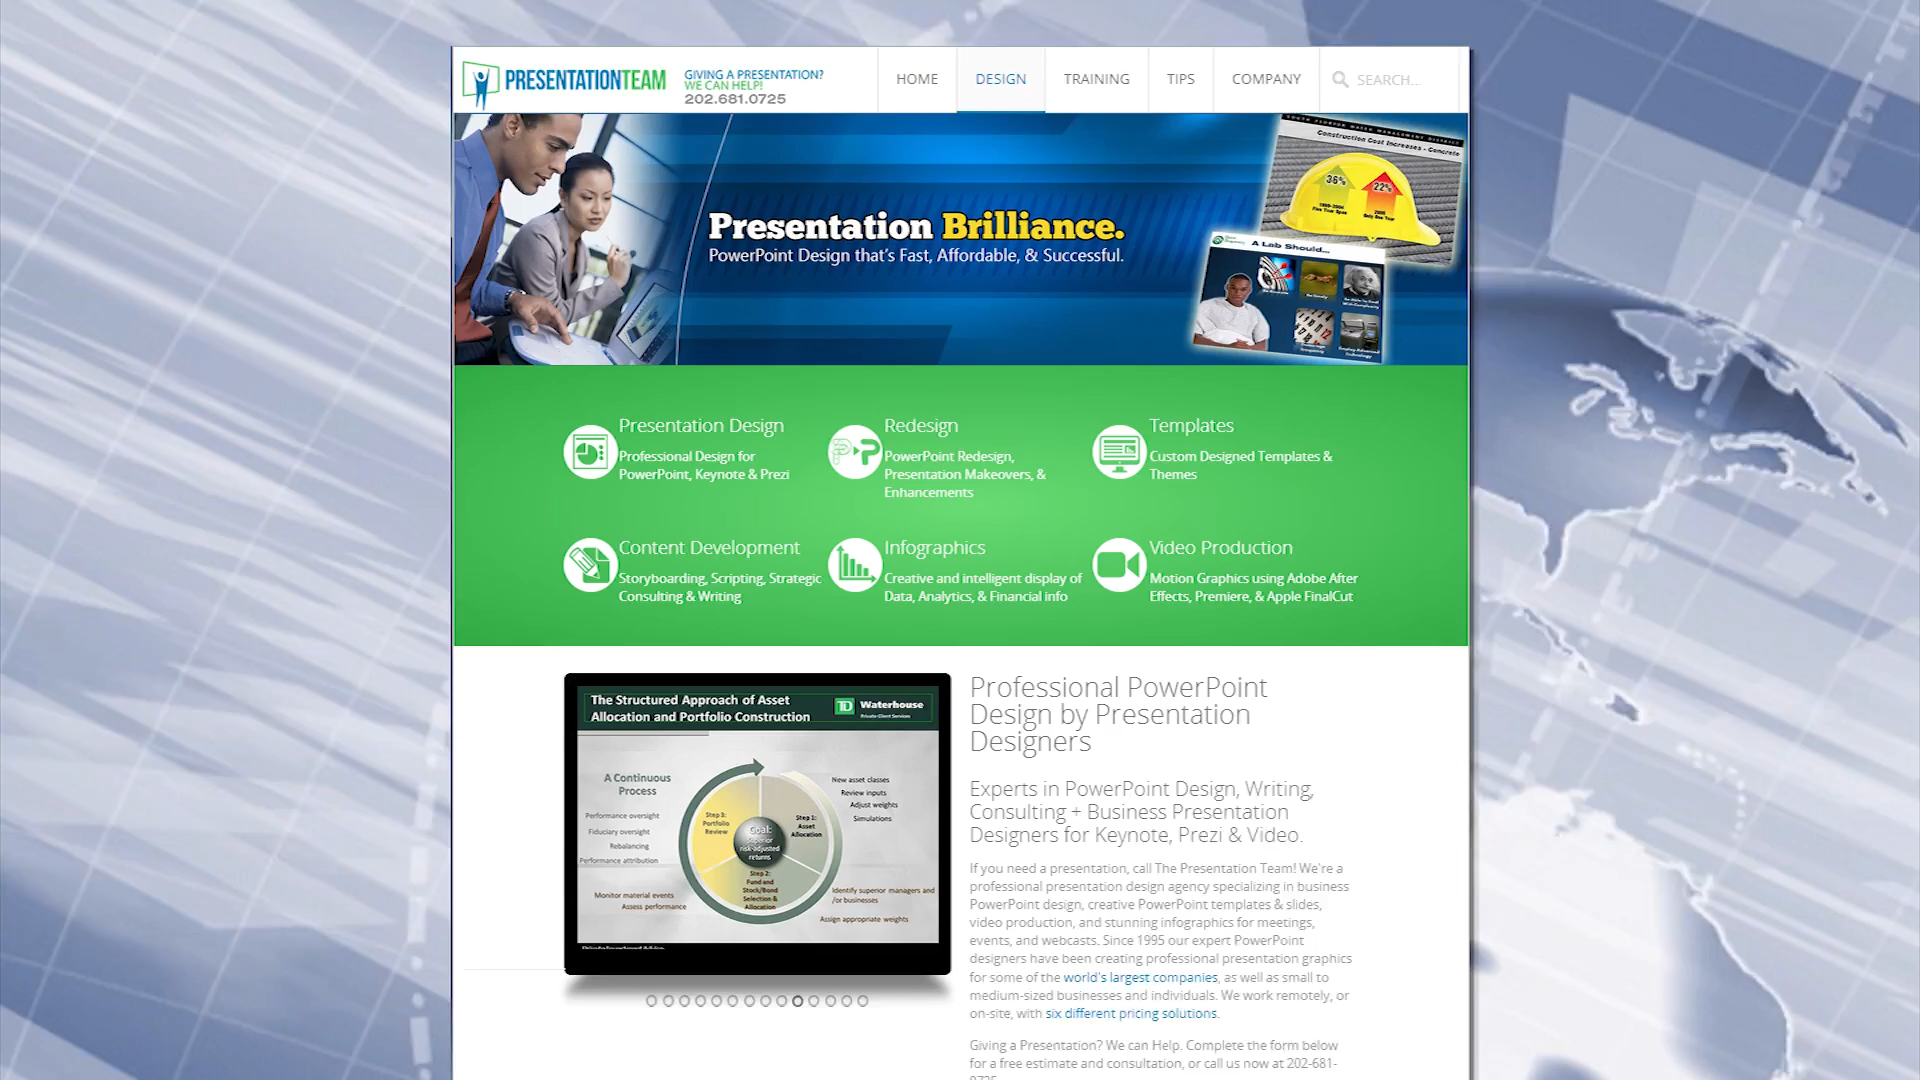 PRESENTATIONTEAM
GIVING A PRESENTATION?
WE CAN HELP!
202.681.0725
HOME
DESIGN
TRAINING
TIPS
COMPANY
SEARCH...
Presentation Brilliance.
PowerPoint Design that's Fast, Affordable, & Successful.
SOUTH FLORIDA WATER MANAGEMENT DISTRICT
Construction Cost Increases - Concrete
36%
22%
A Lab Should...
Presentation Design
Professional Design for
PowerPoint, Keynote & Prezi
Redesign
PowerPoint Redesign,
Presentation Makeovers, &
Enhancements
Templates
Custom Designed Templates &
Themes
Content Development
Storyboarding, Scripting, Strategic
Consulting & Writing
Infographics
Creative and intelligent display of
Data, Analytics, & Financial info
Video Production
Motion Graphics using Adobe After
Effects, Premiere, & Apple FinalCut
The Structured Approach of Asset
Allocation and Portfolio Construction
TD Waterhouse
Private Client Services
A Continuous
Process
Performance oversight
Fiduciary oversight
Rebalancing
Performance attribution
Monitor material events
Assess performance
New asset classes
Review inputs
Adjust weights
Simulations
Step 3:
Portfolio
Review
Step 1:
Asset
Allocation
Goal:
Superior
risk-adjusted
returns
Step 2:
Fund and
Stock/Bond
Selection &
Allocation
Identify superior managers and
/or businesses
Assign appropriate weights
Professional PowerPoint
Design by Presentation
Designers
Experts in PowerPoint Design, Writing,
Consulting + Business Presentation
Designers for Keynote, Prezi & Video.
If you need a presentation, call The Presentation Team! We're a
professional presentation design agency specializing in business
PowerPoint design, creative PowerPoint templates & slides,
video production, and stunning infographics for meetings,
events, and webcasts. Since 1995 our expert PowerPoint
designers have been creating professional presentation graphics
for some of the world's largest companies, as well as small to
medium-sized businesses and individuals. We work remotely, or
on-site, with six different pricing solutions.
Giving a Presentation? We can Help. Complete the form below
for a free estimate and consultation, or call us now at 202-681-